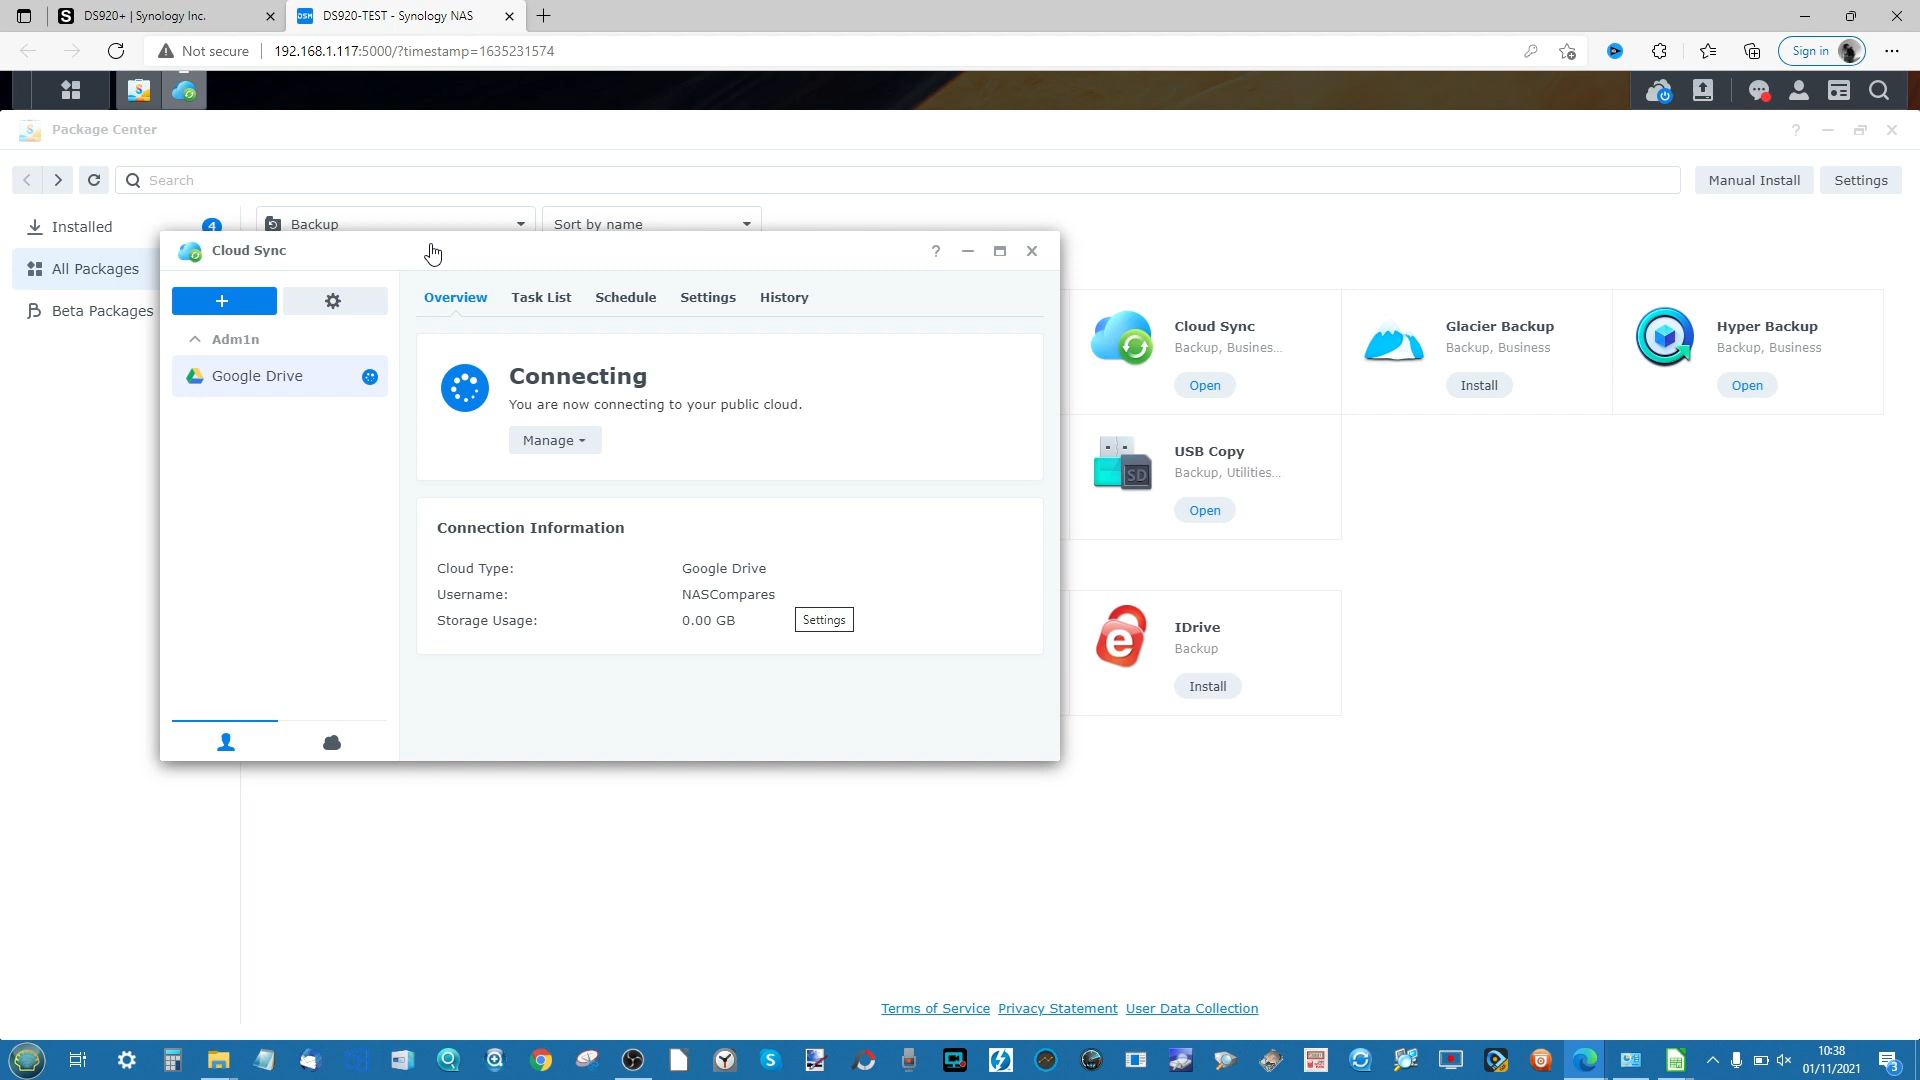 DS920+ | Synology Inc.
DS920-TEST - Synology NAS
Not secure
192.168.1.117:5000/?timestamp=1635231574
Sign in
Package Center
Search
Manual Install
Settings
Installed
4
Backup
Sort by name
All Packages
Beta Packages
Cloud Sync
Overview
Task List
Schedule
Settings
History
Adm1n
Google Drive
Connecting
You are now connecting to your public cloud.
Manage
Connection Information
Cloud Type:
Google Drive
Username:
NASCompares
Storage Usage:
0.00 GB
Settings
Cloud Sync
Backup, Busines...
Open
Glacier Backup
Backup, Business
Install
Hyper Backup
Backup, Business
Open
SD
USB Copy
Backup, Utilities...
Open
IDrive
Backup
Install
Terms of Service
Privacy Statement
User Data Collection
10:38
01/11/2021
3